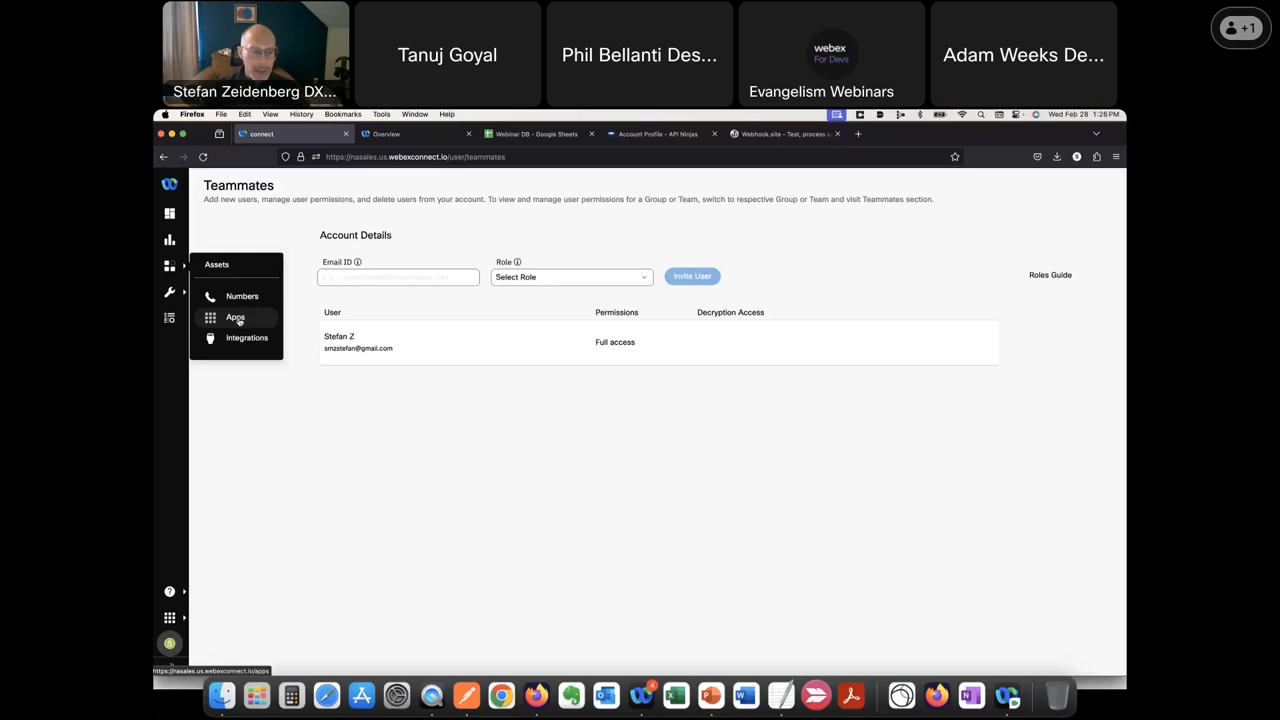 +1
Stefan Zeidenberg DX...
Tanuj Goyal
Phil Bellanti Des...
webex
For Devs
Evangelism Webinars
Adam Weeks De...
Firefox File Edit View History Bookmarks Tools Window Help
Wed Feb 28 1:26 PM
connect
Overview
Webinar DB - Google Sheets
Account Profile - API Ninjas
Webhook.site - Test, process
https://nasales.us.webexconnect.io/user/teammates
S
Teammates
Add new users, manage user permissions, and delete users from your account. To view and manage user permissions for a Group or Team, switch to respective Group or Team and visit Teammates section.
Account Details
Assets
Numbers
Apps
Integrations
Email ID
Role
Select Role
Invite User
Roles Guide
User Permissions Decryption Access
Stefan Z
smzstefan@gmail.com
Full access
S
https://nasales.us.webexconnect.io/apps
4